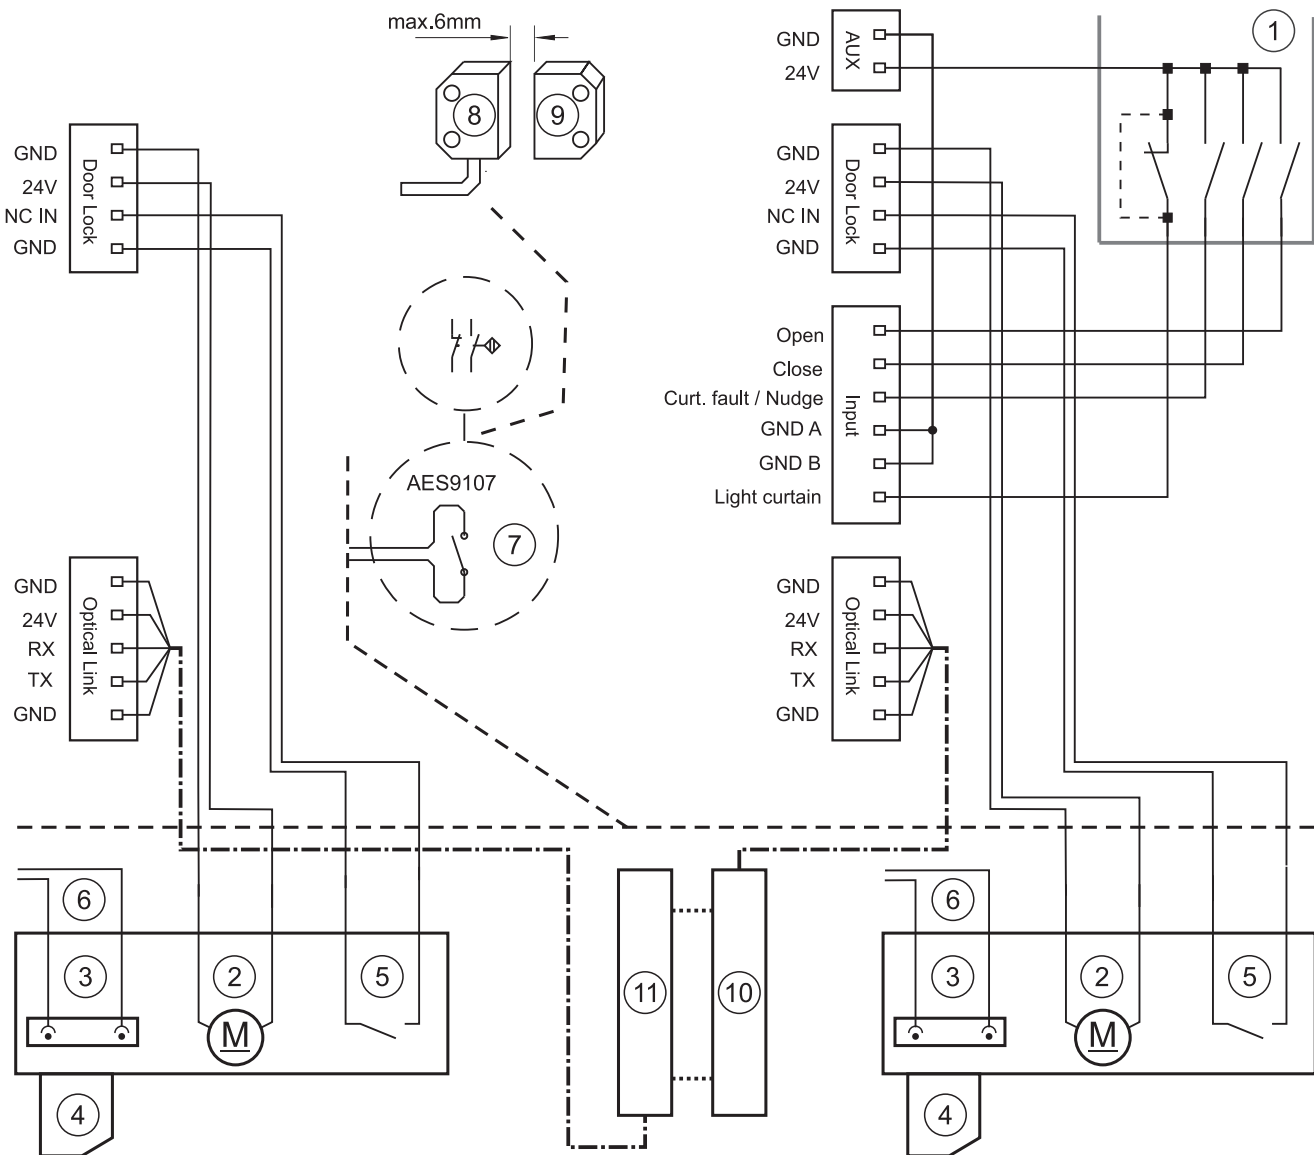 max.6mm
8
9
GND
24V
NC IN
GND
Door Lock
AES9107
7
GND
24V
RX
TX
GND
Optical Link
GND
24V
AUX
1
GND
24V
NC IN
GND
Door Lock
Open
Close
Curt. fault / Nudge
GND A
GND B
Light curtain
Input
GND
24V
RX
TX
GND
Optical Link
6
3
2
5
M
4
11
10
6
3
2
5
M
4